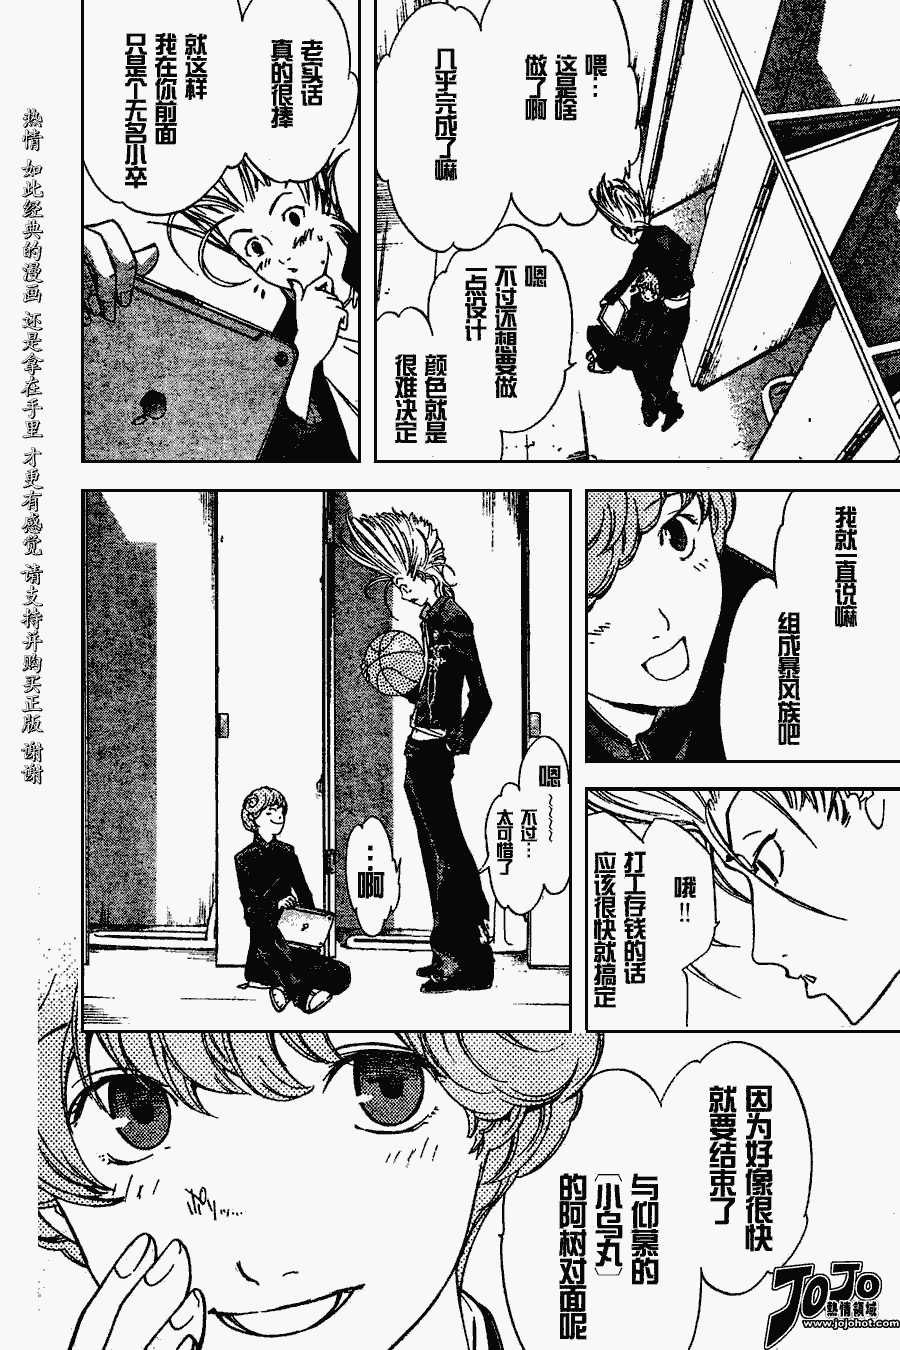 喂…
这是啥
做了啊
几乎完成了嘛
嗯
不过还想要做
一点设计
颜色就是
很难决定
老实话
真的很捧
就这样
我在你前面
只是个无名小卒
我就一直说嘛
组成暴风族吧
嗯~~~~
不过…
太可惜了
…啊
哦!!
打工存钱的话
应该很快就搞定
因为好像很快
就要结束了
与仰慕的
〔小乌丸〕
的阿树对面呢
热情 如此经典的漫画 还是拿在手里 才更有感觉 请支持并购买正版 谢谢
JOJO
热情领域
www.jojohot.com